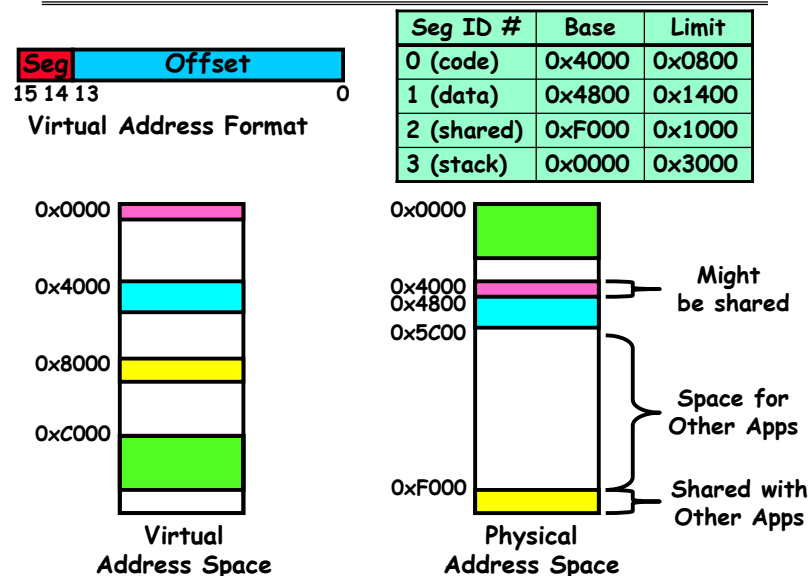 Seg Offset
15 14 13 0
Virtual Address Format
Seg ID # Base Limit
0 (code) 0x4000 0x0800
1 (data) 0x4800 0x1400
2 (shared) 0xF000 0x1000
3 (stack) 0x0000 0x3000
0x0000
0x4000
0x8000
0xC000
Virtual
Address Space
0x0000
0x4000
0x4800
0x5C00
0xF000
Physical
Address Space
Might
be shared
Space for
Other Apps
Shared with
Other Apps